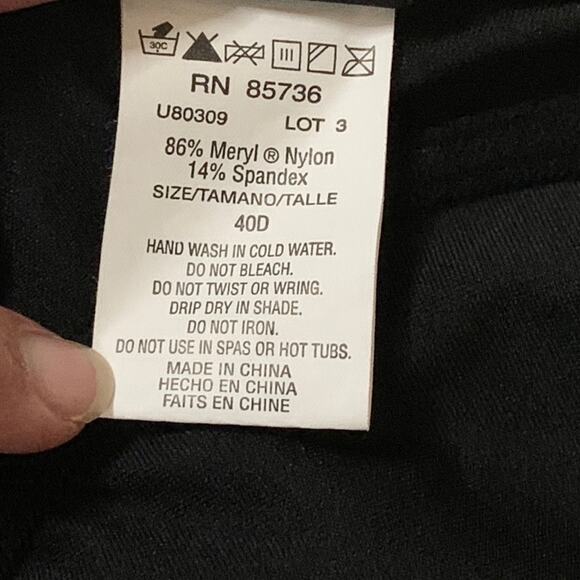 30C
RN 85736
U80309 LOT 3
86% Meryl ® Nylon
14% Spandex
SIZE/TAMANO/TALLE
40D
HAND WASH IN COLD WATER.
DO NOT BLEACH.
DO NOT TWIST OR WRING.
DRIP DRY IN SHADE.
DO NOT IRON.
DO NOT USE IN SPAS OR HOT TUBS.
MADE IN CHINA
HECHO EN CHINA
FAITS EN CHINE